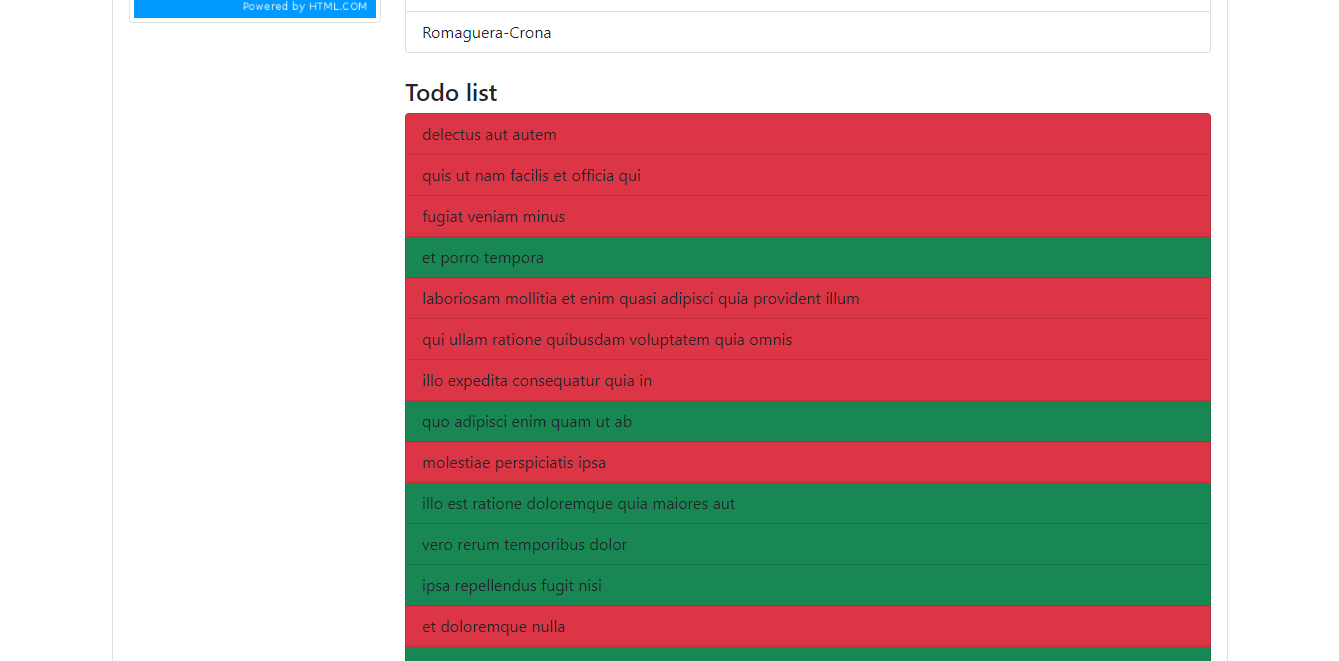 Powered by HTML.COM
Romaguera-Crona
Todo list
delectus aut autem
quis ut nam facilis et officia qui
fugiat veniam minus
et porro tempora
laboriosam mollitia et enim quasi adipisci quia provident illum
qui ullam ratione quibusdam voluptatem quia omnis
illo expedita consequatur quia in
quo adipisci enim quam ut ab
molestiae perspiciatis ipsa
illo est ratione doloremque quia maiores aut
vero rerum temporibus dolor
ipsa repellendus fugit nisi
et doloremque nulla